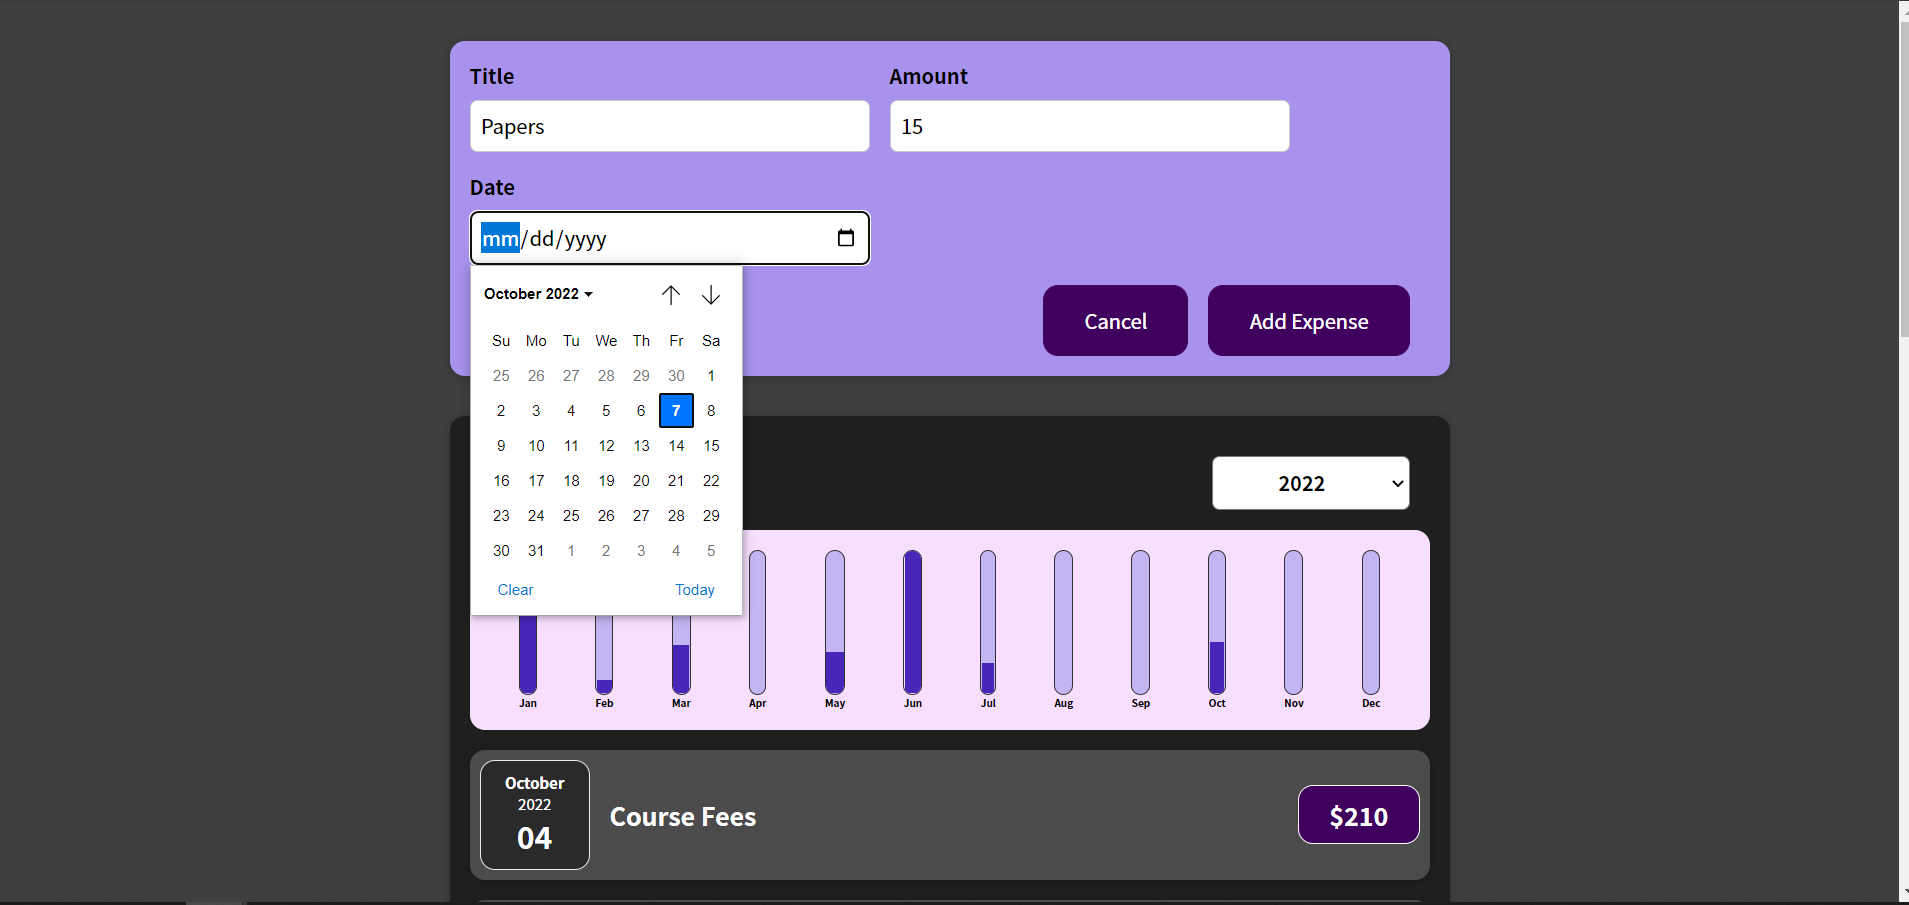 Title Amount
Papers 15
Date
mm/dd/yyyy
October 2022
Su Mo Tu We Th Fr Sa
25 26 27 28 29 30 1
2 3 4 5 6 7 8
9 10 11 12 13 14 15
16 17 18 19 20 21 22
23 24 25 26 27 28 29
30 31 1 2 3 4 5
Clear Today
Cancel Add Expense
2022
Jan Feb Mar Apr May Jun Jul Aug Sep Oct Nov Dec
October
2022
04
Course Fees
$210